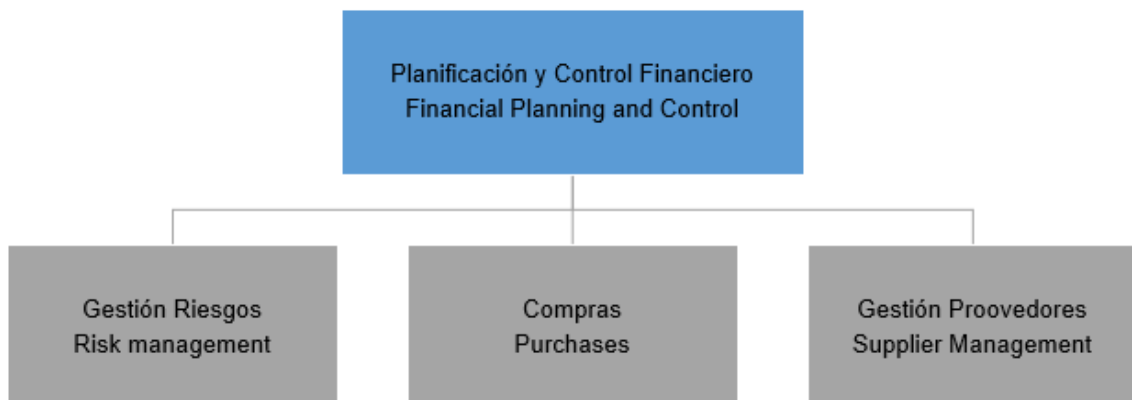 Planificación y Control Financiero
Financial Planning and Control
Gestión Riesgos
Risk management
Compras
Purchases
Gestión Proovedores
Supplier Management